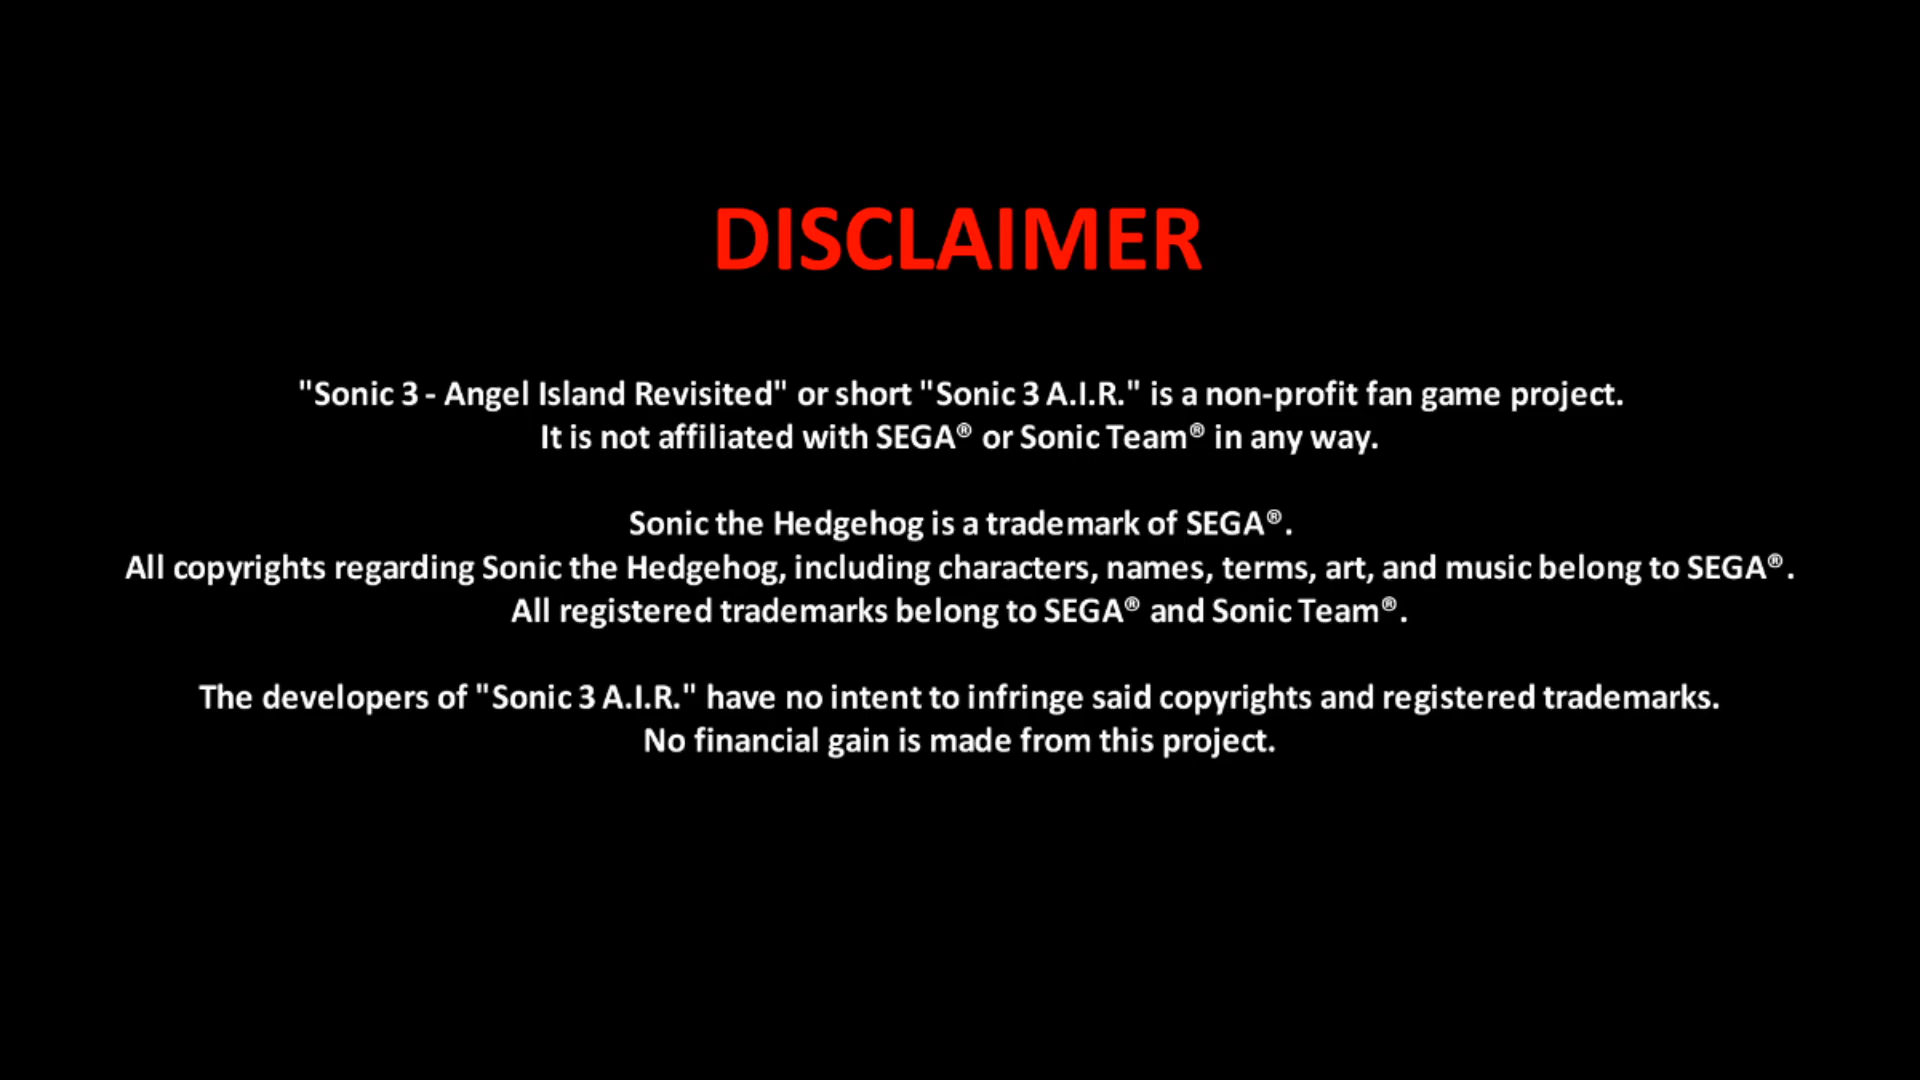 DISCLAIMER
"Sonic 3 - Angel Island Revisited" or short "Sonic 3 A.I.R." is a non-profit fan game project.
It is not affiliated with SEGA® or Sonic Team® in any way.
Sonic the Hedgehog is a trademark of SEGA®.
All copyrights regarding Sonic the Hedgehog, including characters, names, terms, art, and music belong to SEGA®.
All registered trademarks belong to SEGA® and Sonic Team®.
The developers of "Sonic 3 A.I.R." have no intent to infringe said copyrights and registered trademarks.
No financial gain is made from this project.